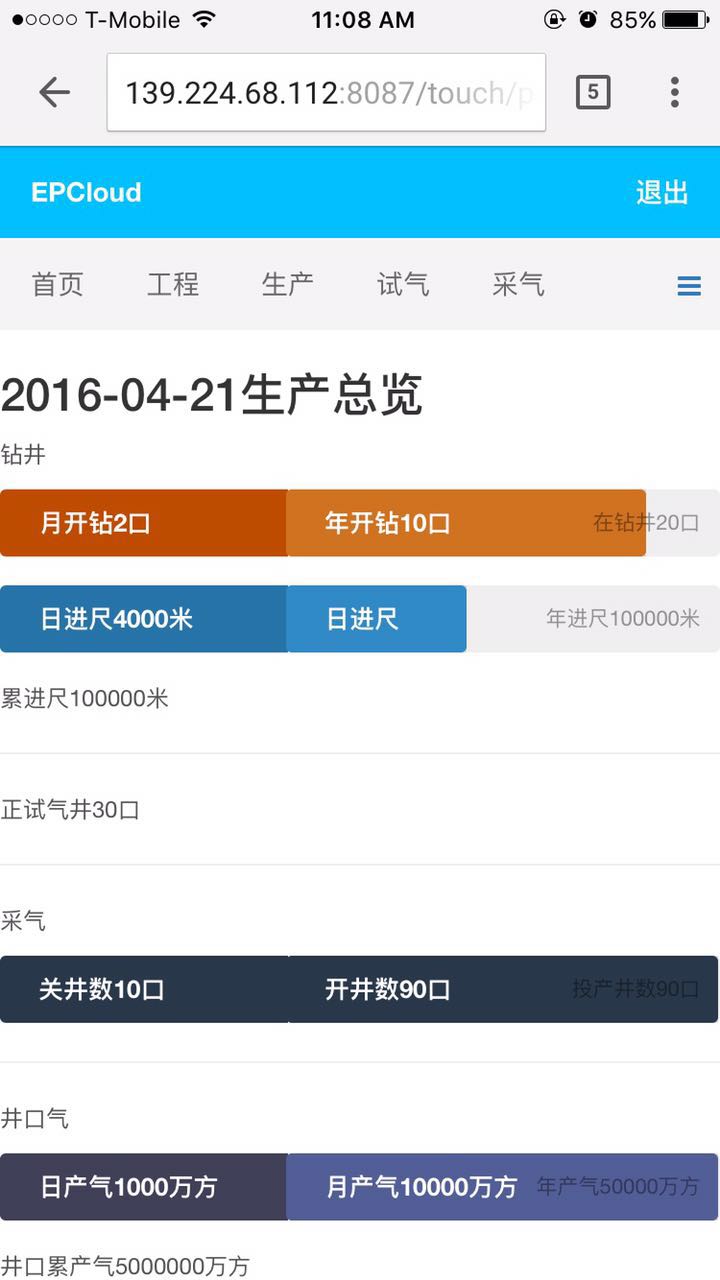 T-Mobile 11:08 AM 85%
139.224.68.112:8087/touch/p 5
EPCloud 退出
首页 工程 生产 试气 采气
2016-04-21生产总览
钻井
月开钻2口 年开钻10口 在钻井20口
日进尺4000米 日进尺 年进尺100000米
累进尺100000米
正试气井30口
采气
关井数10口 开井数90口 投产井数90口
井口气
日产气1000万方 月产气10000万方 年产气50000万方
井口累产气5000000万方